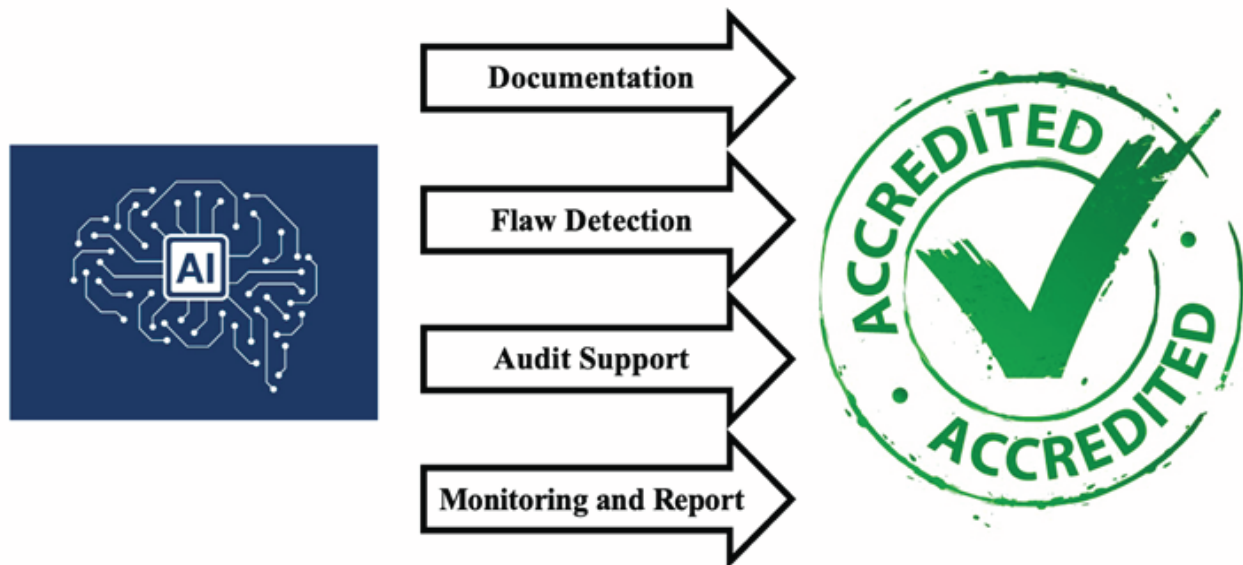 AI
Documentation
Flaw Detection
Audit Support
Monitoring and Report
ACCREDITED
ACCREDITED